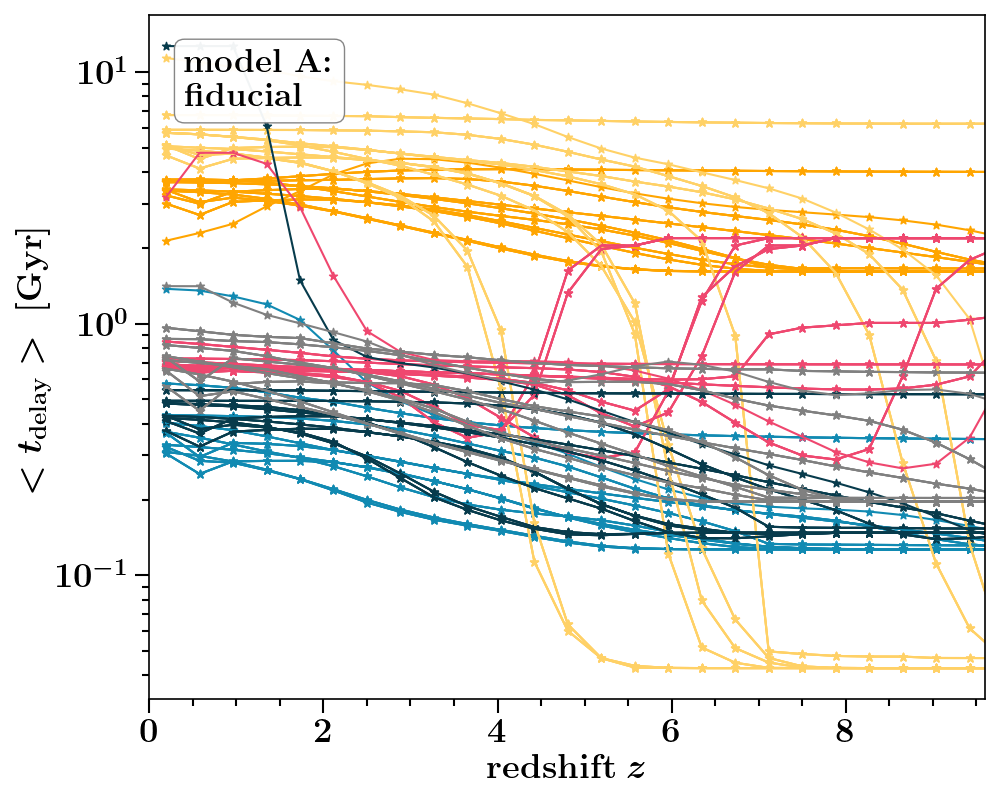 model A:
fiducial
10¹
10⁰
10⁻¹
< t_delay > [Gyr]
0 2 4 6 8
redshift z